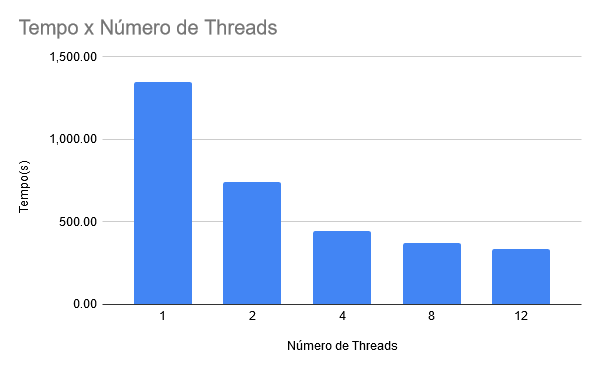 Tempo x Número de Threads
1,500.00
1,000.00
500.00
0.00
Tempo(s)
1 2 4 8 12
Número de Threads